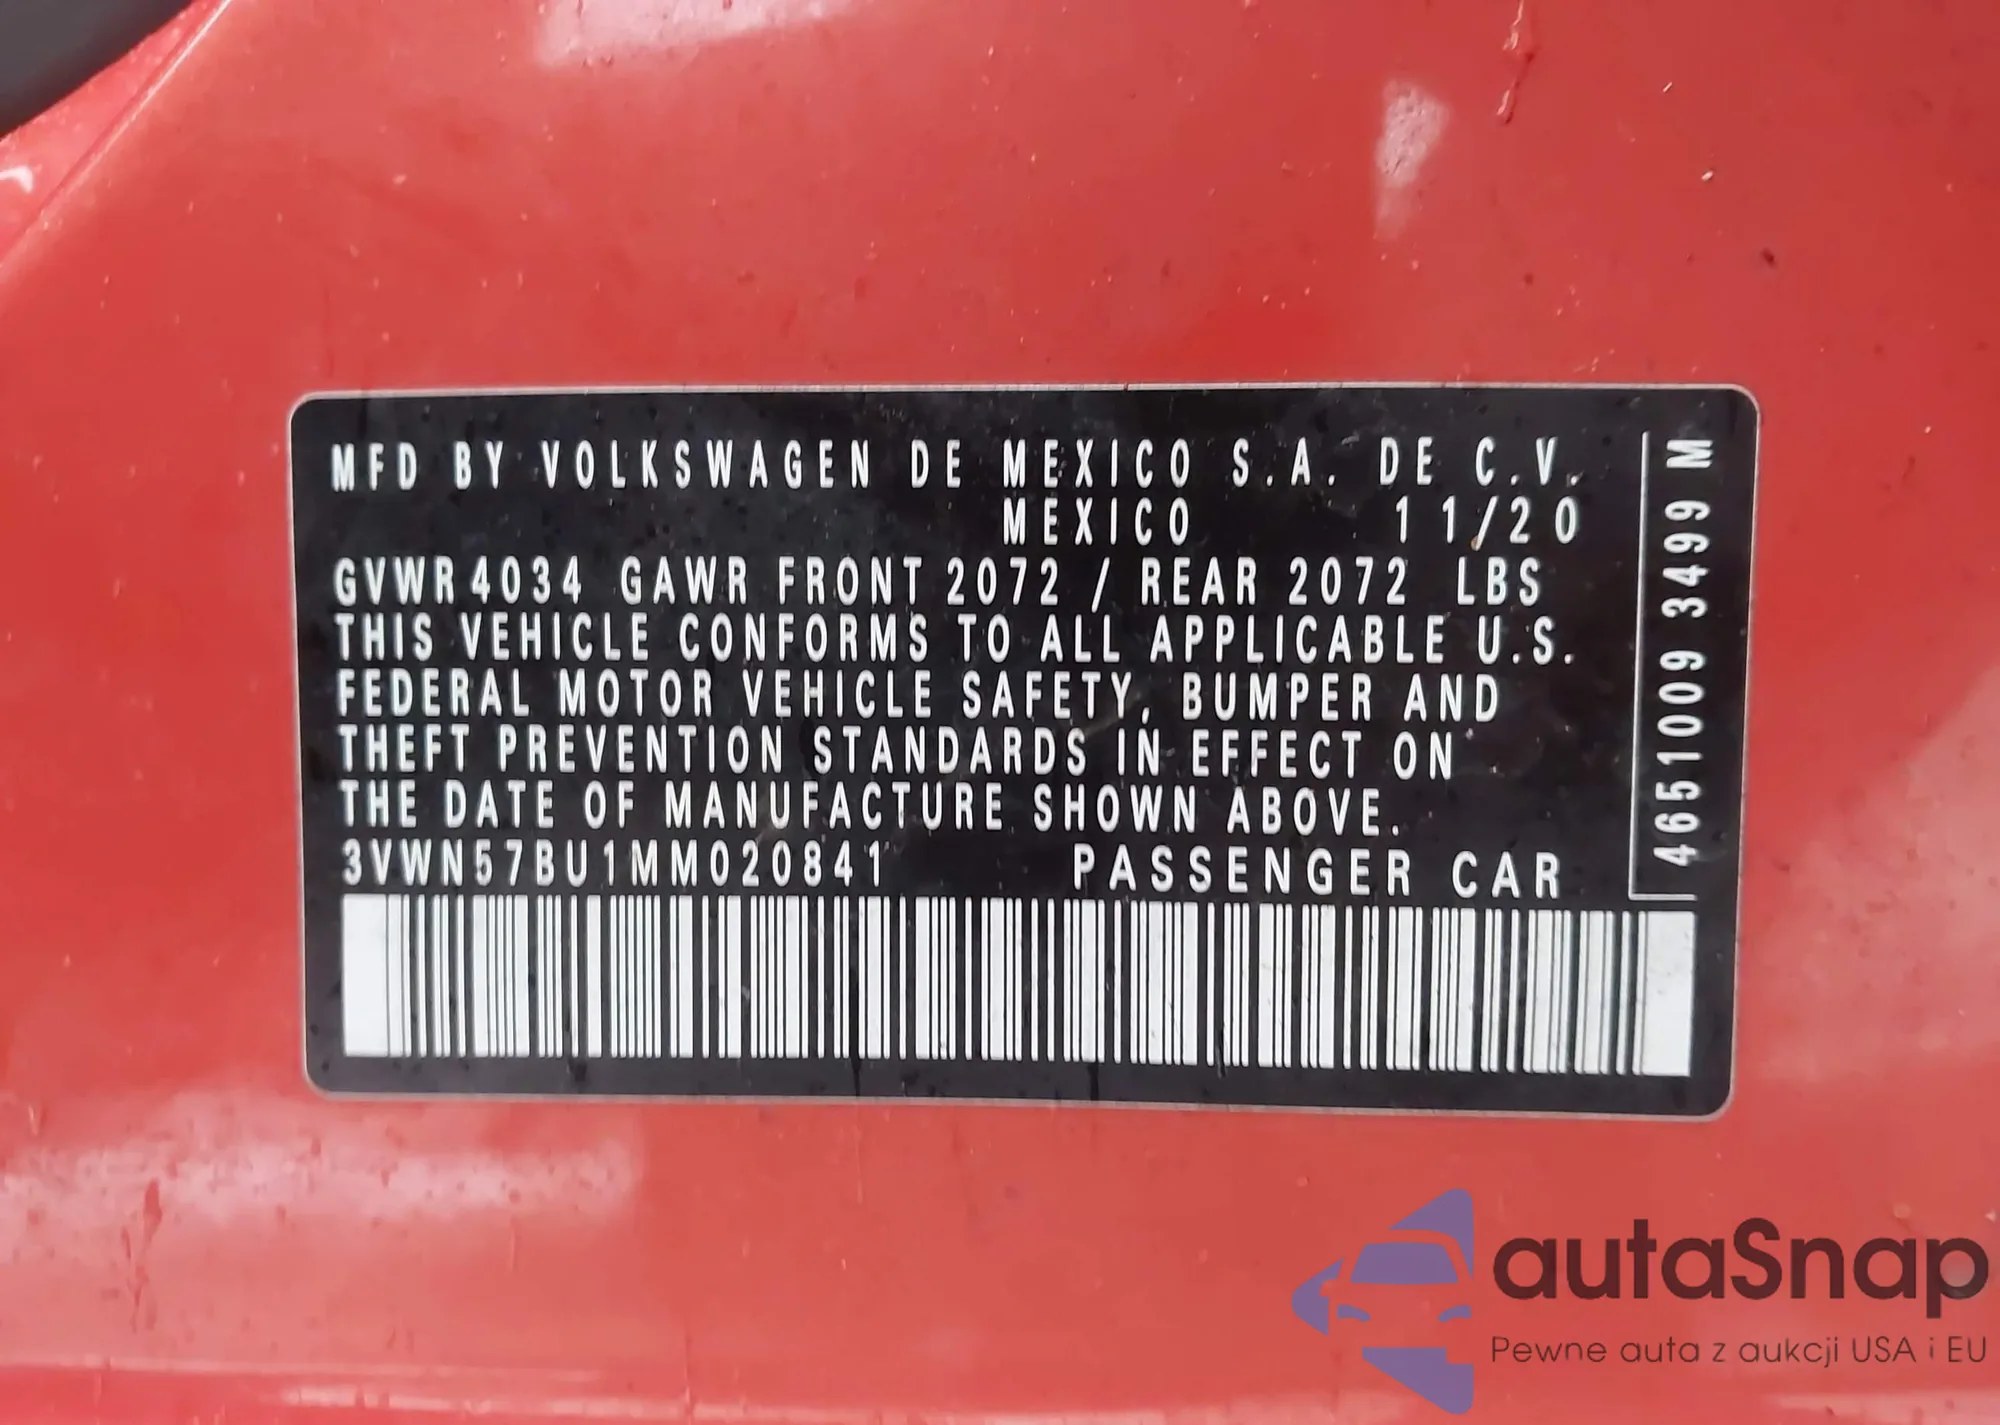 MFD BY VOLKSWAGEN DE MEXICO S.A. DE C.V.
MEXICO 11/20
GVWR 4034 GAWR FRONT 2072 / REAR 2072 LBS
THIS VEHICLE CONFORMS TO ALL APPLICABLE U.S.
FEDERAL MOTOR VEHICLE SAFETY, BUMPER AND
THEFT PREVENTION STANDARDS IN EFFECT ON
THE DATE OF MANUFACTURE SHOWN ABOVE.
3VWN57BU1MM020841 PASSENGER CAR
4651009 3499 M
autaSnap
Pewne auta z aukcji USA i EU